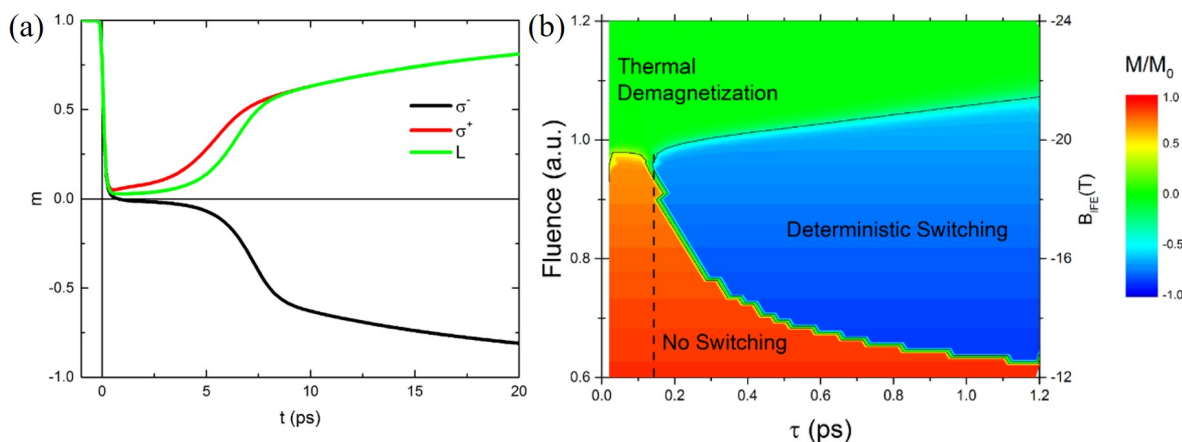 (a)
1.0
0.5
0.0
-0.5
-1.0
m
0
5
10
15
20
t (ps)
σ-
σ+
L
(b)
1.2
1.0
0.8
0.6
Fluence (a.u.)
0.0
0.2
0.4
0.6
0.8
1.0
1.2
τ (ps)
Thermal
Demagnetization
Deterministic Switching
No Switching
-24
-20
-16
-12
B_IFE(T)
M/M₀
1.0
0.5
0.0
-0.5
-1.0